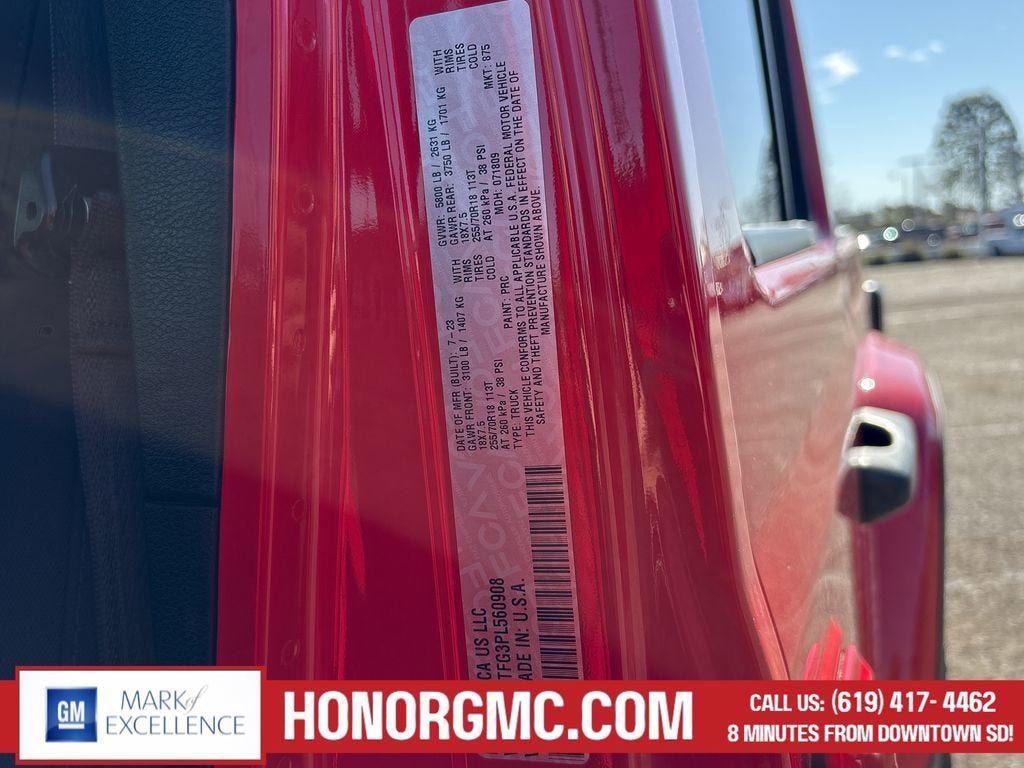 DATE OF MFR (BUILT): 7-23
GVWR: 5800 LB / 2631 KG
GAWR FRONT: 3100 LB / 1407 KG WITH
18X7.5 RIMS
255/70R18 113T TIRES
AT 260 kPa / 38 PSI COLD
GAWR REAR: 3750 LB / 1701 KG WITH
18X7.5 RIMS
255/70R18 113T TIRES
AT 260 kPa / 38 PSI COLD
TYPE: TRUCK PAINT: PRC MDH: 071809 MKT: 875
THIS VEHICLE CONFORMS TO ALL APPLICABLE U.S.A. FEDERAL MOTOR VEHICLE
SAFETY AND THEFT PREVENTION STANDARDS IN EFFECT ON THE DATE OF
MANUFACTURE SHOWN ABOVE.
CA US LLC
TFG3PL560908
ADE IN: U.S.A.
GM
MARK of
EXCELLENCE
HONORGMC.COM
CALL US: (619) 417- 4462
8 MINUTES FROM DOWNTOWN SD!